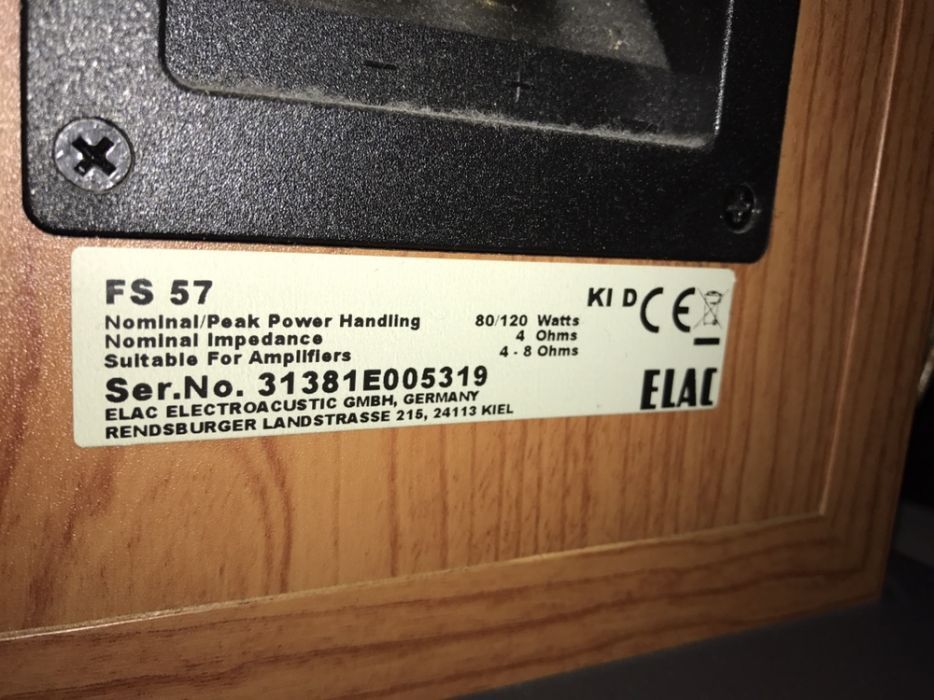 - +
FS 57
KI D CE
Nominal/Peak Power Handling 80/120 Watts
Nominal Impedance 4 Ohms
Suitable For Amplifiers 4 - 8 Ohms
Ser.No. 31381E005319
ELAC ELECTROACUSTIC GMBH, GERMANY
RENDSBURGER LANDSTRASSE 215, 24113 KIEL
ELAC